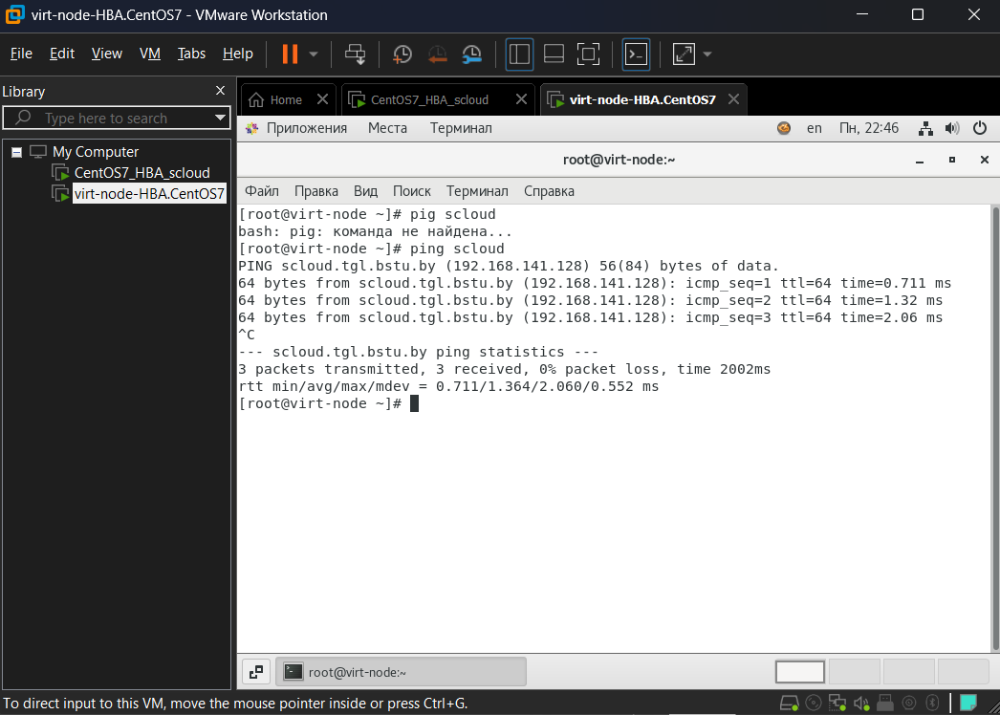 virt-node-HBA.CentOS7 - VMware Workstation
File Edit View VM Tabs Help
Library
Type here to search
My Computer
CentOS7_HBA_scloud
virt-node-HBA.CentOS7
Home CentOS7_HBA_scloud virt-node-HBA.CentOS7
Приложения Места Терминал en Пн, 22:46
root@virt-node:~
Файл Правка Вид Поиск Терминал Справка
[root@virt-node ~]# pig scloud
bash: pig: команда не найдена...
[root@virt-node ~]# ping scloud
PING scloud.tgl.bstu.by (192.168.141.128) 56(84) bytes of data.
64 bytes from scloud.tgl.bstu.by (192.168.141.128): icmp_seq=1 ttl=64 time=0.711 ms
64 bytes from scloud.tgl.bstu.by (192.168.141.128): icmp_seq=2 ttl=64 time=1.32 ms
64 bytes from scloud.tgl.bstu.by (192.168.141.128): icmp_seq=3 ttl=64 time=2.06 ms
^C
--- scloud.tgl.bstu.by ping statistics ---
3 packets transmitted, 3 received, 0% packet loss, time 2002ms
rtt min/avg/max/mdev = 0.711/1.364/2.060/0.552 ms
[root@virt-node ~]#
root@virt-node:~
To direct input to this VM, move the mouse pointer inside or press Ctrl+G.